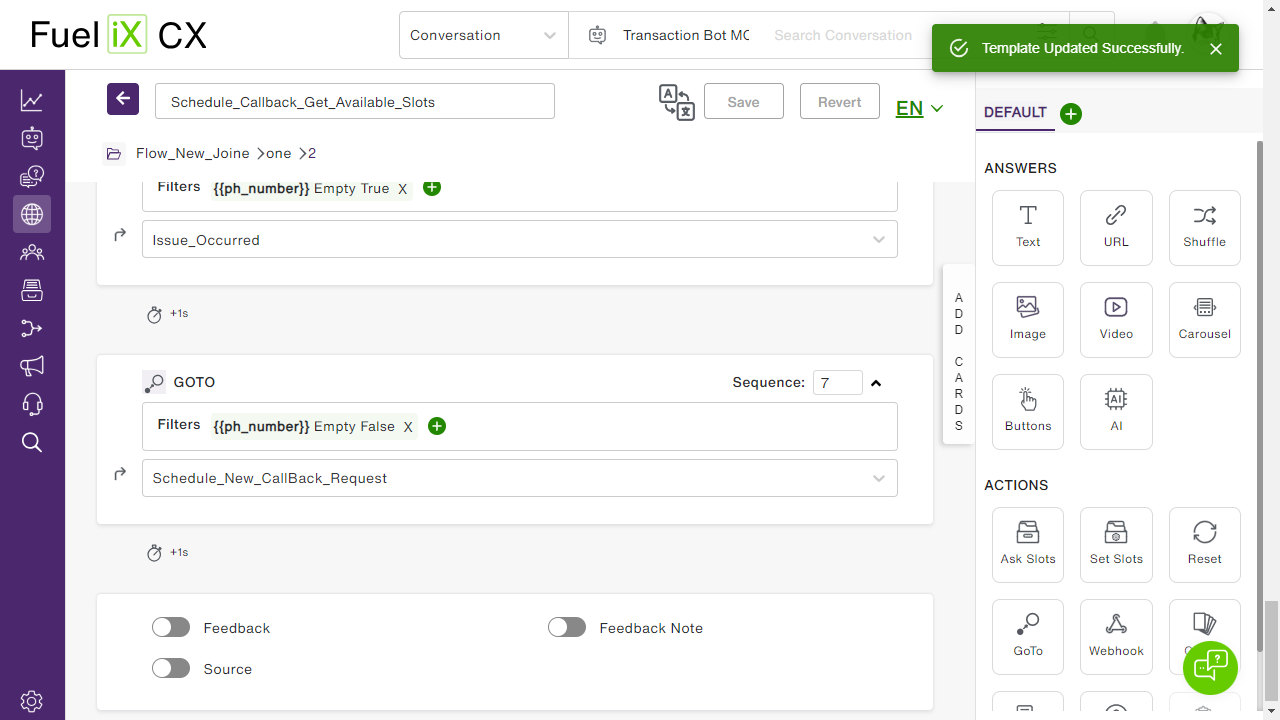 Fuel iX CX
Conversation
Transaction Bot MC
Search Conversation
Template Updated Successfully.
Schedule_Callback_Get_Available_Slots
Save
Revert
EN
Flow_New_Joine
one
2
Filters {{ph_number}} Empty True X
Issue_Occurred
+1s
GOTO
Sequence: 7
Filters {{ph_number}} Empty False X
Schedule_New_CallBack_Request
+1s
Feedback
Feedback Note
Source
ADD CARDS
DEFAULT
ANSWERS
Text
URL
Shuffle
Image
Video
Carousel
Buttons
AI
ACTIONS
Ask Slots
Set Slots
Reset
GoTo
Webhook